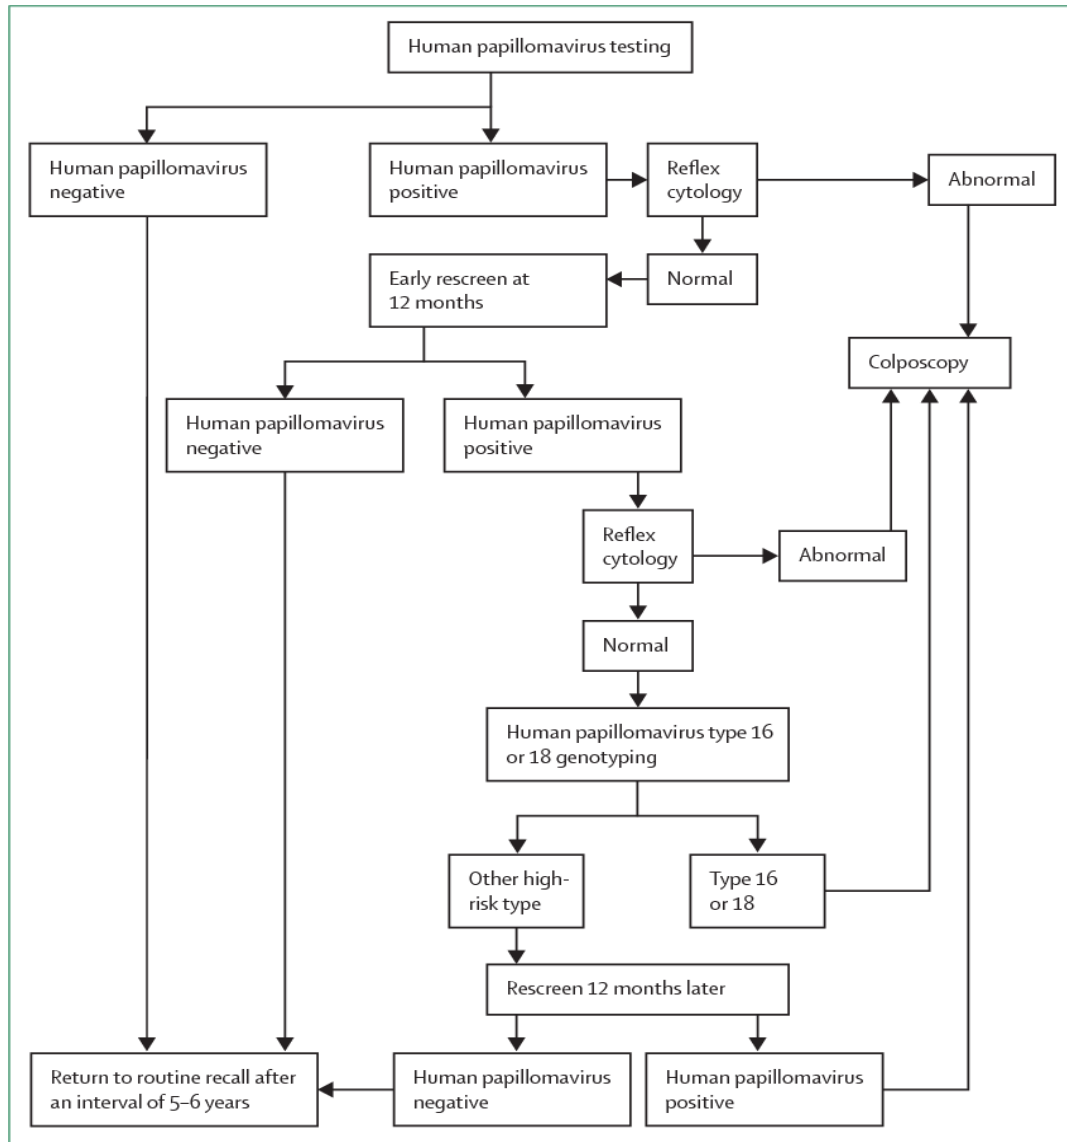 Human papillomavirus testing
Human papillomavirus
negative
Human papillomavirus
positive
Reflex
cytology
Abnormal
Early rescreen at
12 months
Normal
Colposcopy
Human papillomavirus
negative
Human papillomavirus
positive
Reflex
cytology
Abnormal
Normal
Human papillomavirus type 16
or 18 genotyping
Other high-
risk type
Type 16
or 18
Rescreen 12 months later
Return to routine recall after
an interval of 5–6 years
Human papillomavirus
negative
Human papillomavirus
positive